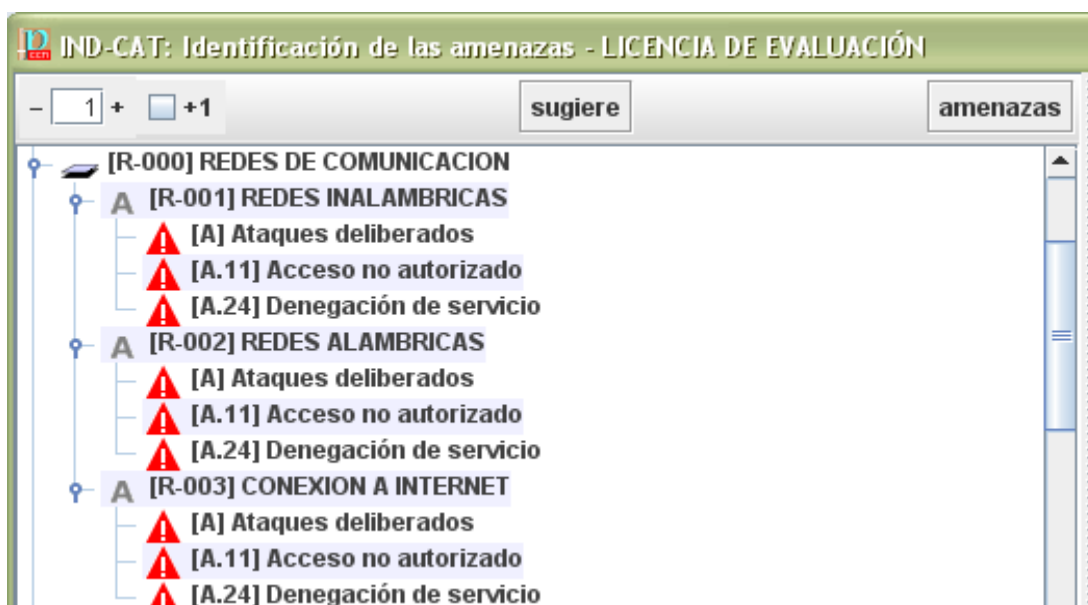 IND-CAT: Identificación de las amenazas - LICENCIA DE EVALUACIÓN
- 1 + +1 sugiere amenazas
[R-000] REDES DE COMUNICACION
A [R-001] REDES INALAMBRICAS
[A] Ataques deliberados
[A.11] Acceso no autorizado
[A.24] Denegación de servicio
A [R-002] REDES ALAMBRICAS
[A] Ataques deliberados
[A.11] Acceso no autorizado
[A.24] Denegación de servicio
A [R-003] CONEXION A INTERNET
[A] Ataques deliberados
[A.11] Acceso no autorizado
[A.24] Denegación de servicio